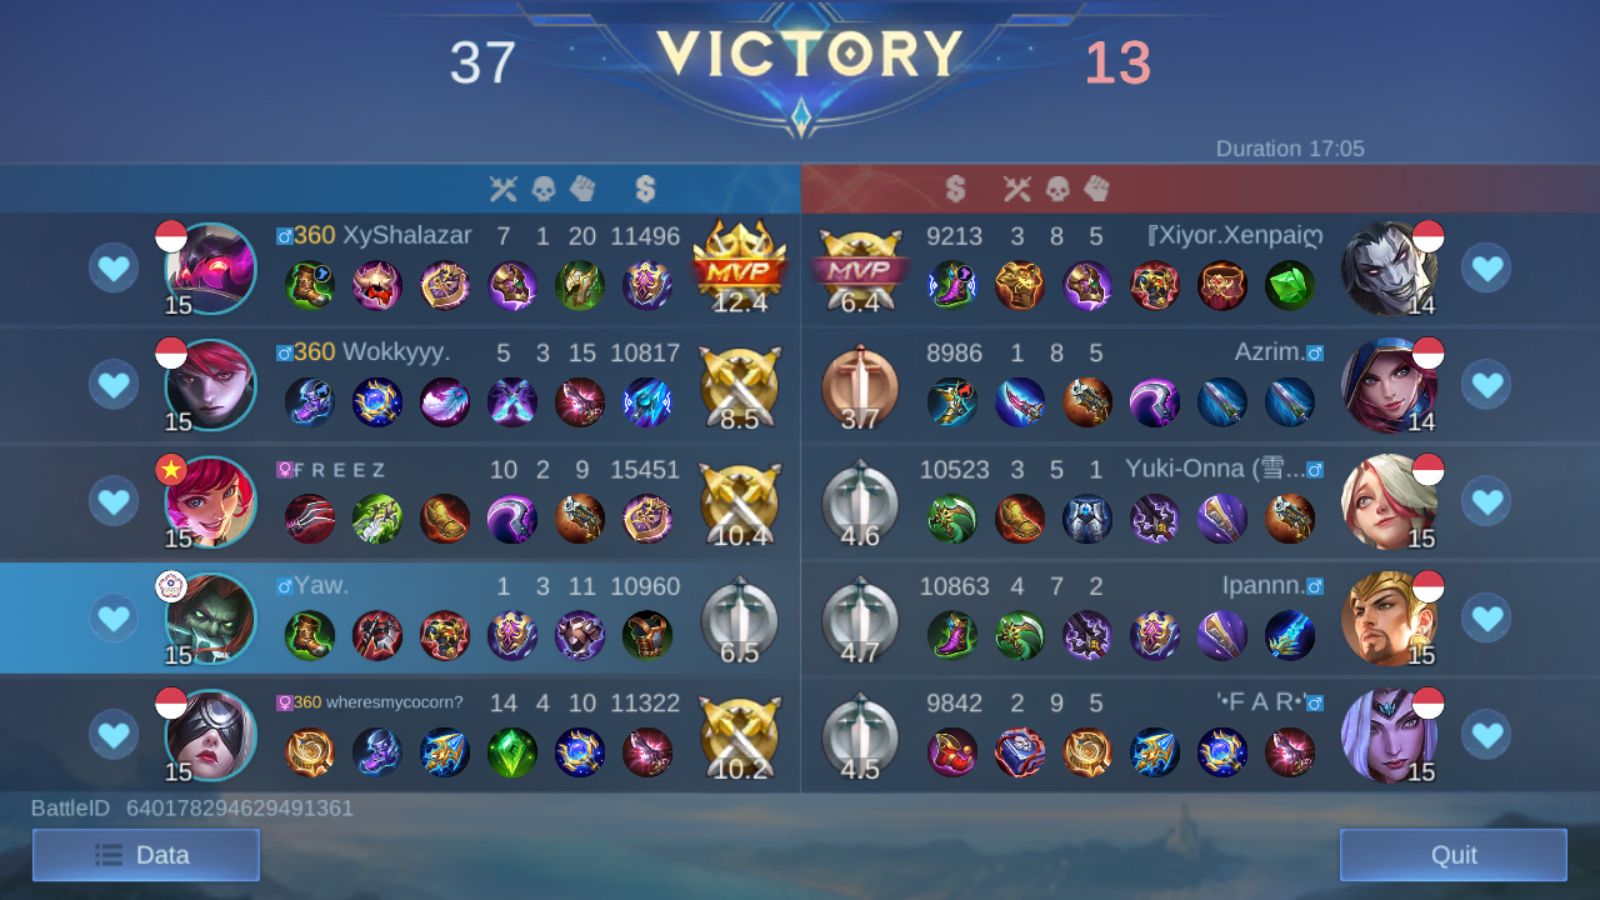 37 VICTORY 13
Duration 17:05
360 XyShalazar 7 1 20 11496 MVP 12.4
15
MVP 6.4 9213 3 8 5 『Xiyor.Xenpaiღ
14
360 Wokkyyy. 5 3 15 10817 8.5
15
3.7 8986 1 8 5 Azrim.
14
ꜰ R E E Z 10 2 9 15451 10.4
15
4.6 10523 3 5 1 Yuki-Onna (雪...
15
Yaw. 1 3 11 10960 6.5
15
4.7 10863 4 7 2 Ipannn.
15
360 wheresmycocorn? 14 4 10 11322 10.2
15
4.5 9842 2 9 5 '•F A R•'
15
BattleID 640178294629491361
Data
Quit